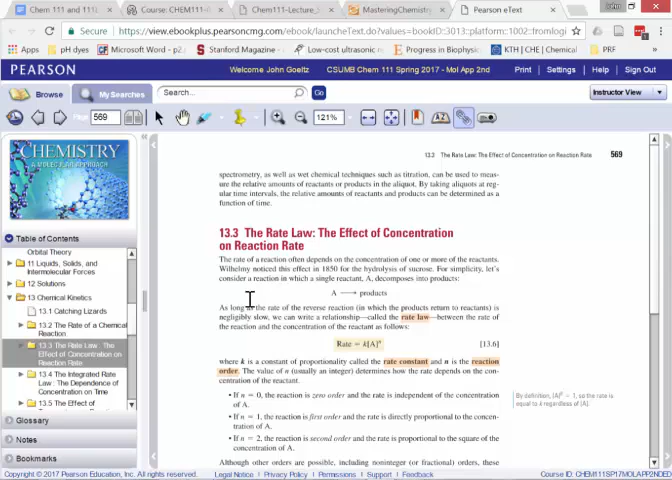 Chem 111 and 111L
Course: CHEM111-0
Chem111-Lecture_S
MasteringChemistry
Pearson eText
John
Secure https://view.ebookplus.pearsoncmg.com/ebook/launcheText.do?values=bookID::3013::platform::1002::fromlogi
Apps pH dyes Microsoft Word - p2. Stanford Magazine - Low-cost ultrasonic r Progress in Biophysic KTH | CHE | Chemical PRF
PEARSON Welcome John Goeltz CSUMB Chem 111 Spring 2017 - Mol App 2nd Print Settings Help Sign Out
Browse My Searches Search... Go Instructor View
Page 569 121%
13.3 The Rate Law: The Effect of Concentration on Reaction Rate 569
CHEMISTRY
A MOLECULAR APPROACH
Table of Contents
Orbital Theory
11 Liquids, Solids, and
Intermolecular Forces
12 Solutions
13 Chemical Kinetics
13.1 Catching Lizards
13.2 The Rate of a Chemical
Reaction
13.3 The Rate Law: The
Effect of Concentration on
Reaction Rate
13.4 The Integrated Rate
Law: The Dependence of
Concentration on Time
13.5 The Effect of
Glossary
Notes
Bookmarks
spectrometry, as well as wet chemical techniques such as titration, can be used to meas-
ure the relative amounts of reactants or products in the aliquot. By taking aliquots at reg-
ular time intervals, the relative amounts of reactants and products can be determined as a
function of time.
13.3 The Rate Law: The Effect of Concentration
on Reaction Rate
The rate of a reaction often depends on the concentration of one or more of the reactants.
Wilhelmy noticed this effect in 1850 for the hydrolysis of sucrose. For simplicity, let's
consider a reaction in which a single reactant, A, decomposes into products:
A ⟶ products
As long as the rate of the reverse reaction (in which the products return to reactants) is
negligibly slow, we can write a relationship—called the rate law—between the rate of
the reaction and the concentration of the reactant as follows:
Rate = k[A]ⁿ [13.6]
where k is a constant of proportionality called the rate constant and n is the reaction
order. The value of n (usually an integer) determines how the rate depends on the con-
centration of the reactant.
• If n = 0, the reaction is zero order and the rate is independent of the concentration
of A.
• If n = 1, the reaction is first order and the rate is directly proportional to the concen-
tration of A.
• If n = 2, the reaction is second order and the rate is proportional to the square of the
concentration of A.
Although other orders are possible, including noninteger (or fractional) orders, these
By definition, [A]⁰ = 1, so the rate is
equal to k regardless of [A].
Copyright © 2017 Pearson Education, Inc. All rights reserved. Legal Notice | Privacy Policy | Permissions | Support | Feedback Course ID: CHEM111SP17MOLAPP2NDED